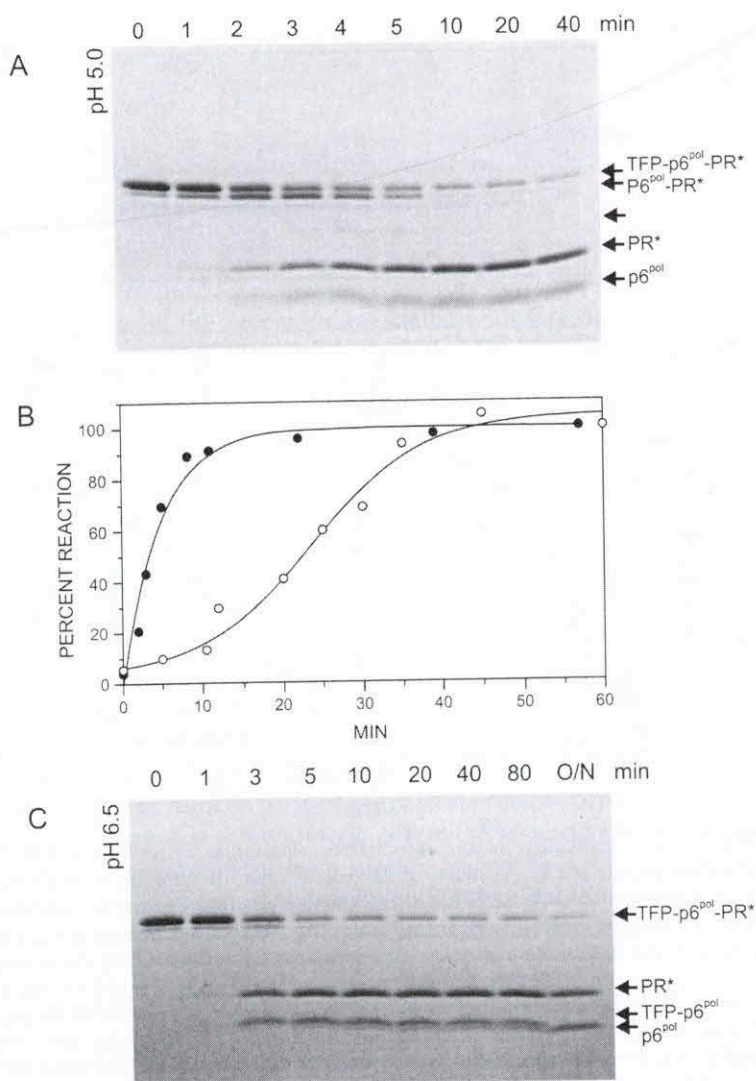 0 1 2 3 4 5 10 20 40 min
A
pH 5.0
TFP-p6pol-PR*
P6pol-PR*
PR*
p6pol
B
PERCENT REACTION
100
80
60
40
20
0
0 10 20 30 40 50 60
MIN
0 1 3 5 10 20 40 80 O/N min
C
pH 6.5
TFP-p6pol-PR*
PR*
TFP-p6pol
p6pol